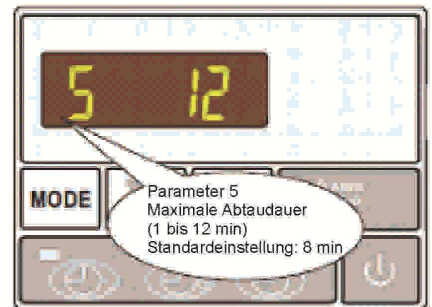 5 12
MODE
Parameter 5
Maximale Abtaudauer
(1 bis 12 min)
Standardeinstellung: 8 min